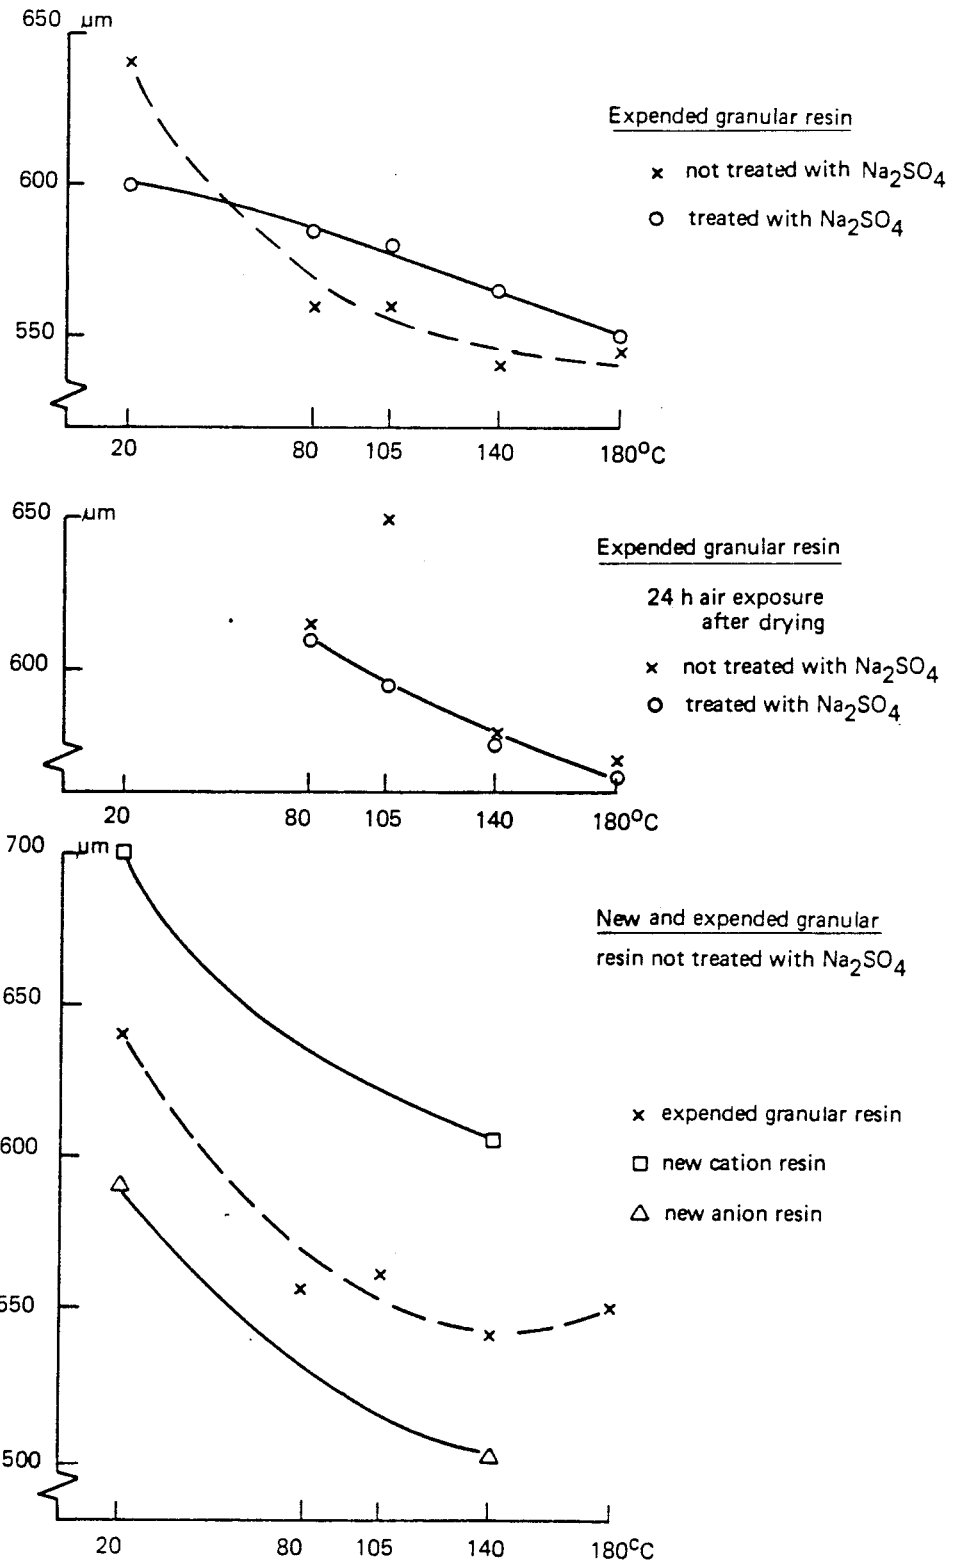 650 µm
Expended granular resin
x not treated with Na2SO4
600
o treated with Na2SO4
550
20 80 105 140 180°C
650 µm
Expended granular resin
24 h air exposure
after drying
x not treated with Na2SO4
600
o treated with Na2SO4
20 80 105 140 180°C
700 µm
New and expended granular
resin not treated with Na2SO4
650
x expended granular resin
600
□ new cation resin
△ new anion resin
550
500
20 80 105 140 180°C